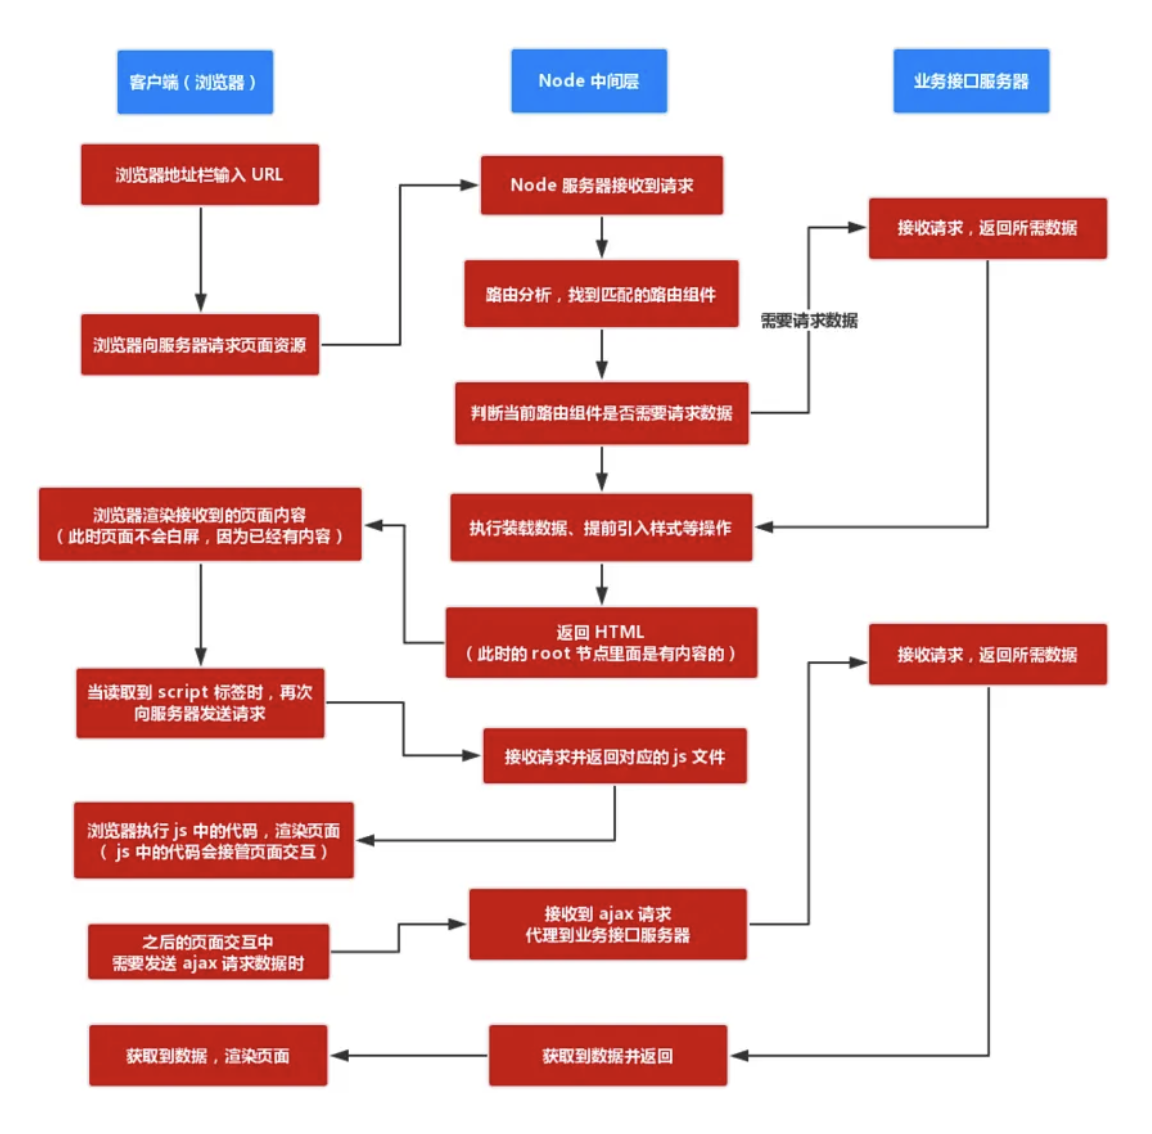 客户端（浏览器）
Node 中间层
业务接口服务器
浏览器地址栏输入 URL
Node 服务器接收到请求
接收请求，返回所需数据
路由分析，找到匹配的路由组件
需要请求数据
浏览器向服务器请求页面资源
判断当前路由组件是否需要请求数据
浏览器渲染接收到的页面内容
（此时页面不会白屏，因为已经有内容）
执行装载数据、提前引入样式等操作
返回 HTML
（此时的 root 节点里面是有内容的）
接收请求，返回所需数据
当读取到 script 标签时，再次
向服务器发送请求
接收请求并返回对应的 js 文件
浏览器执行 js 中的代码，渲染页面
（ js 中的代码会接管页面交互）
接收到 ajax 请求
代理到业务接口服务器
之后的页面交互中
需要发送 ajax 请求数据时
获取到数据，渲染页面
获取到数据并返回